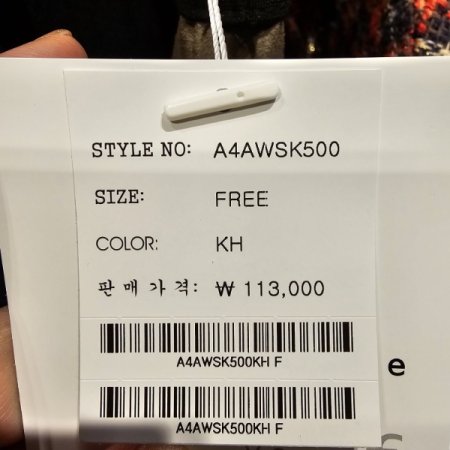 STYLE NO: A4AWSK500
SIZE: FREE
COLOR: KH
판매가격: ₩ 113,000
A4AWSK500KH F
e
A4AWSK500KH F